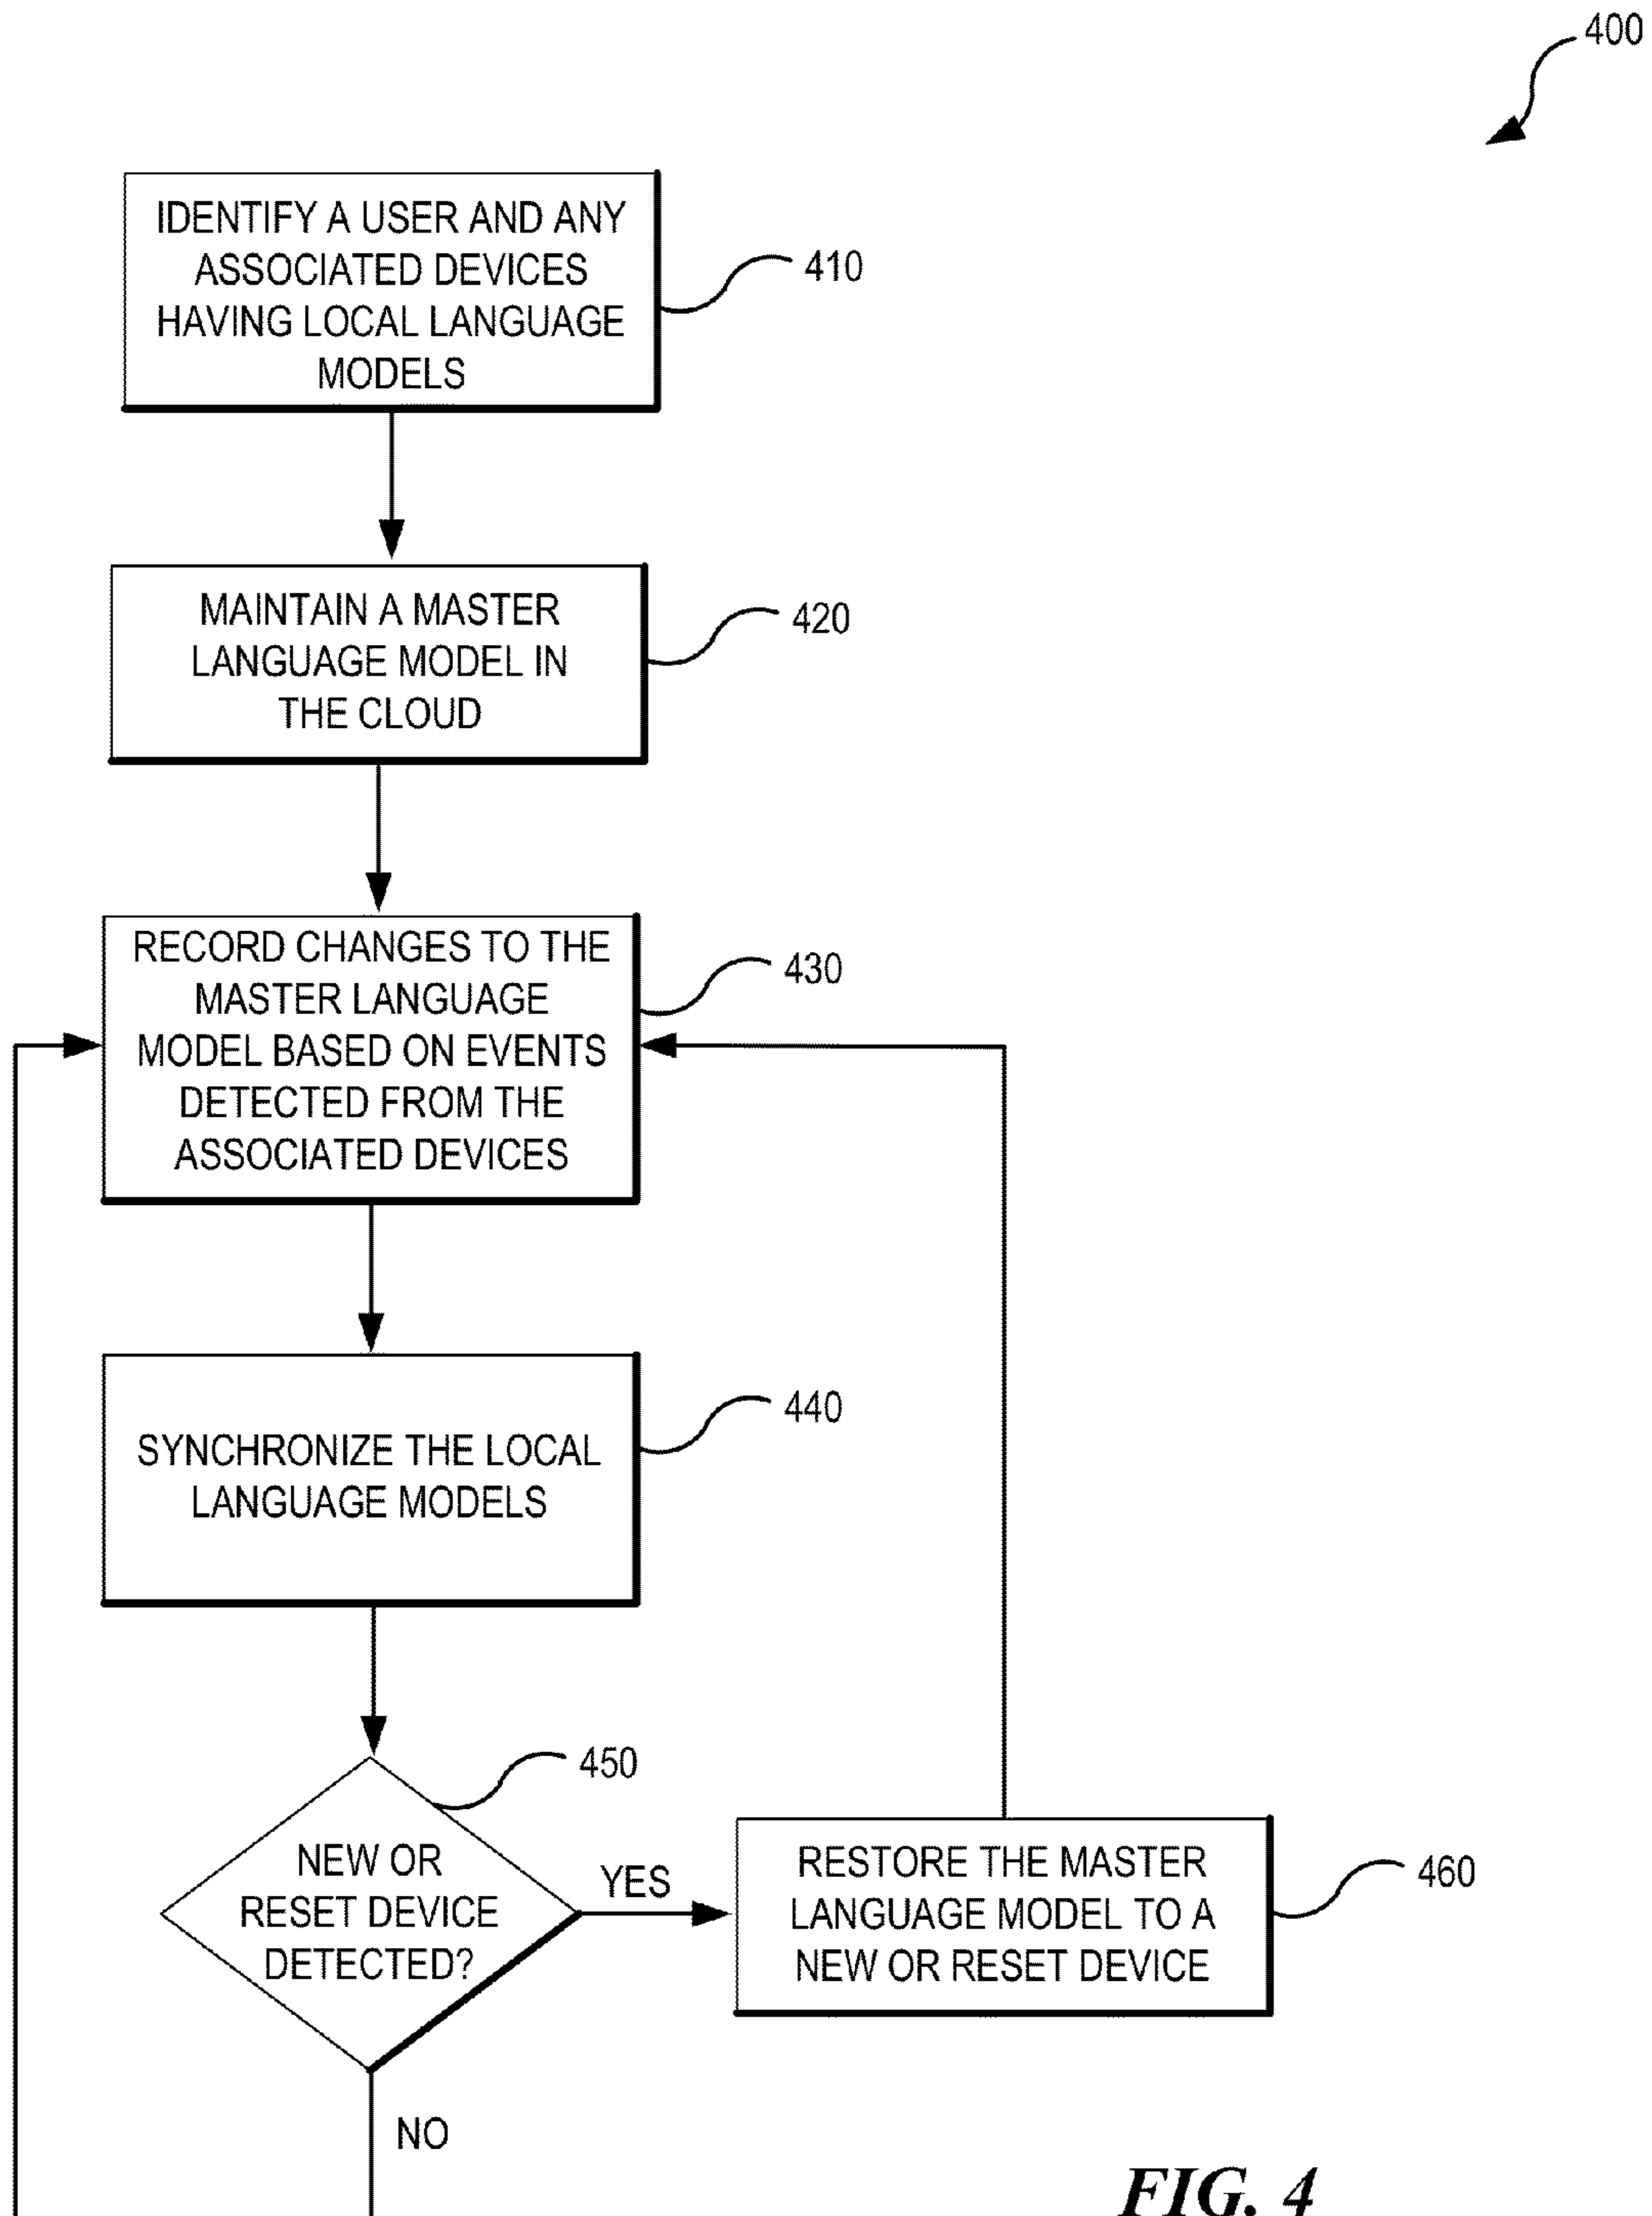 400
IDENTIFY A USER AND ANY
ASSOCIATED DEVICES
HAVING LOCAL LANGUAGE
MODELS
410
MAINTAIN A MASTER
LANGUAGE MODEL IN
THE CLOUD
420
RECORD CHANGES TO THE
MASTER LANGUAGE
MODEL BASED ON EVENTS
DETECTED FROM THE
ASSOCIATED DEVICES
430
SYNCHRONIZE THE LOCAL
LANGUAGE MODELS
440
NEW OR
RESET DEVICE
DETECTED?
450
YES
RESTORE THE MASTER
LANGUAGE MODEL TO A
NEW OR RESET DEVICE
460
NO
FIG. 4